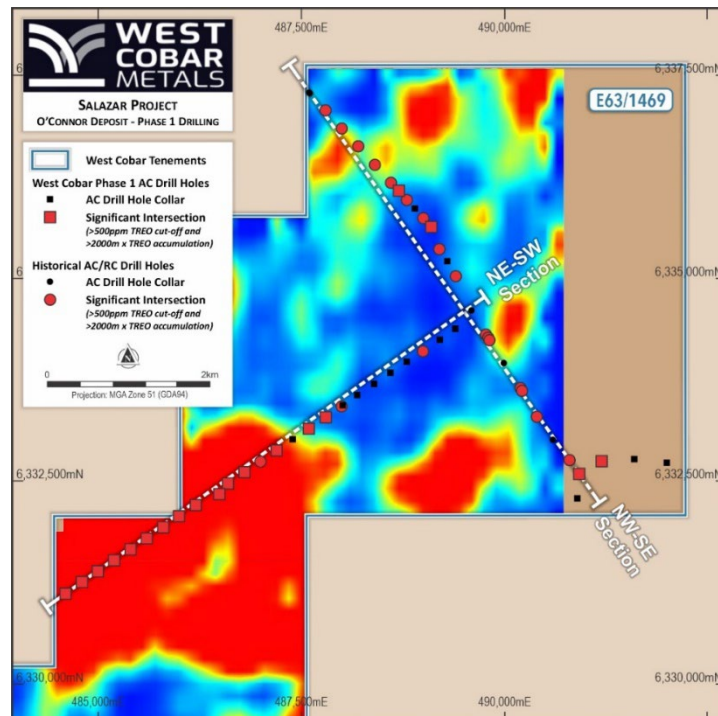 WEST
COBAR
METALS
SALAZAR PROJECT
O'CONNOR DEPOSIT - PHASE 1 DRILLING
West Cobar Tenements
West Cobar Phase 1 AC Drill Holes
AC Drill Hole Collar
Significant Intersection
(>500ppm TREO cut-off and
>2000m x TREO accumulation)
Historical AC/RC Drill Holes
AC Drill Hole Collar
Significant Intersection
(>500ppm TREO cut-off and
>2000m x TREO accumulation)
0 2km
Projection: MGA Zone 51 (GDA94)
487,500mE 490,000mE
6,337,500mN
E63/1469
6,335,000mN
NE-SW
Section
6,332,500mN 6,332,500mN
NW-SE
Section
6,330,000mN 6,330,000mN
485,000mE 487,500mE 490,000mE